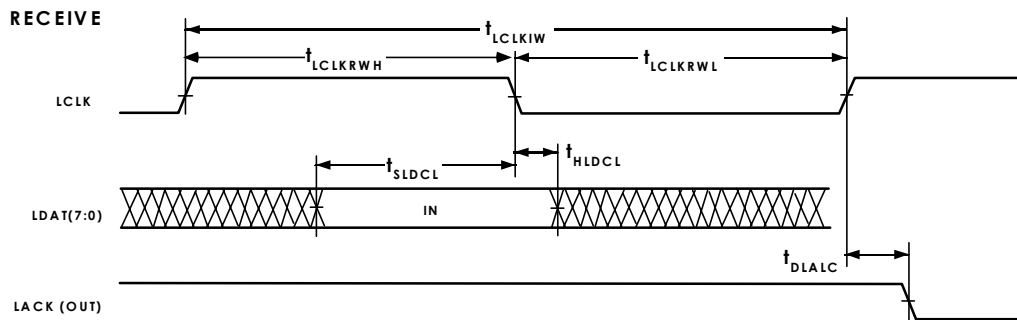 RECEIVE
tLCLKIW
tLCLKRWH
tLCLKRWL
LCLK
tSLDCL
tHLDCL
LDAT(7:0)
IN
tDLALC
LACK (OUT)